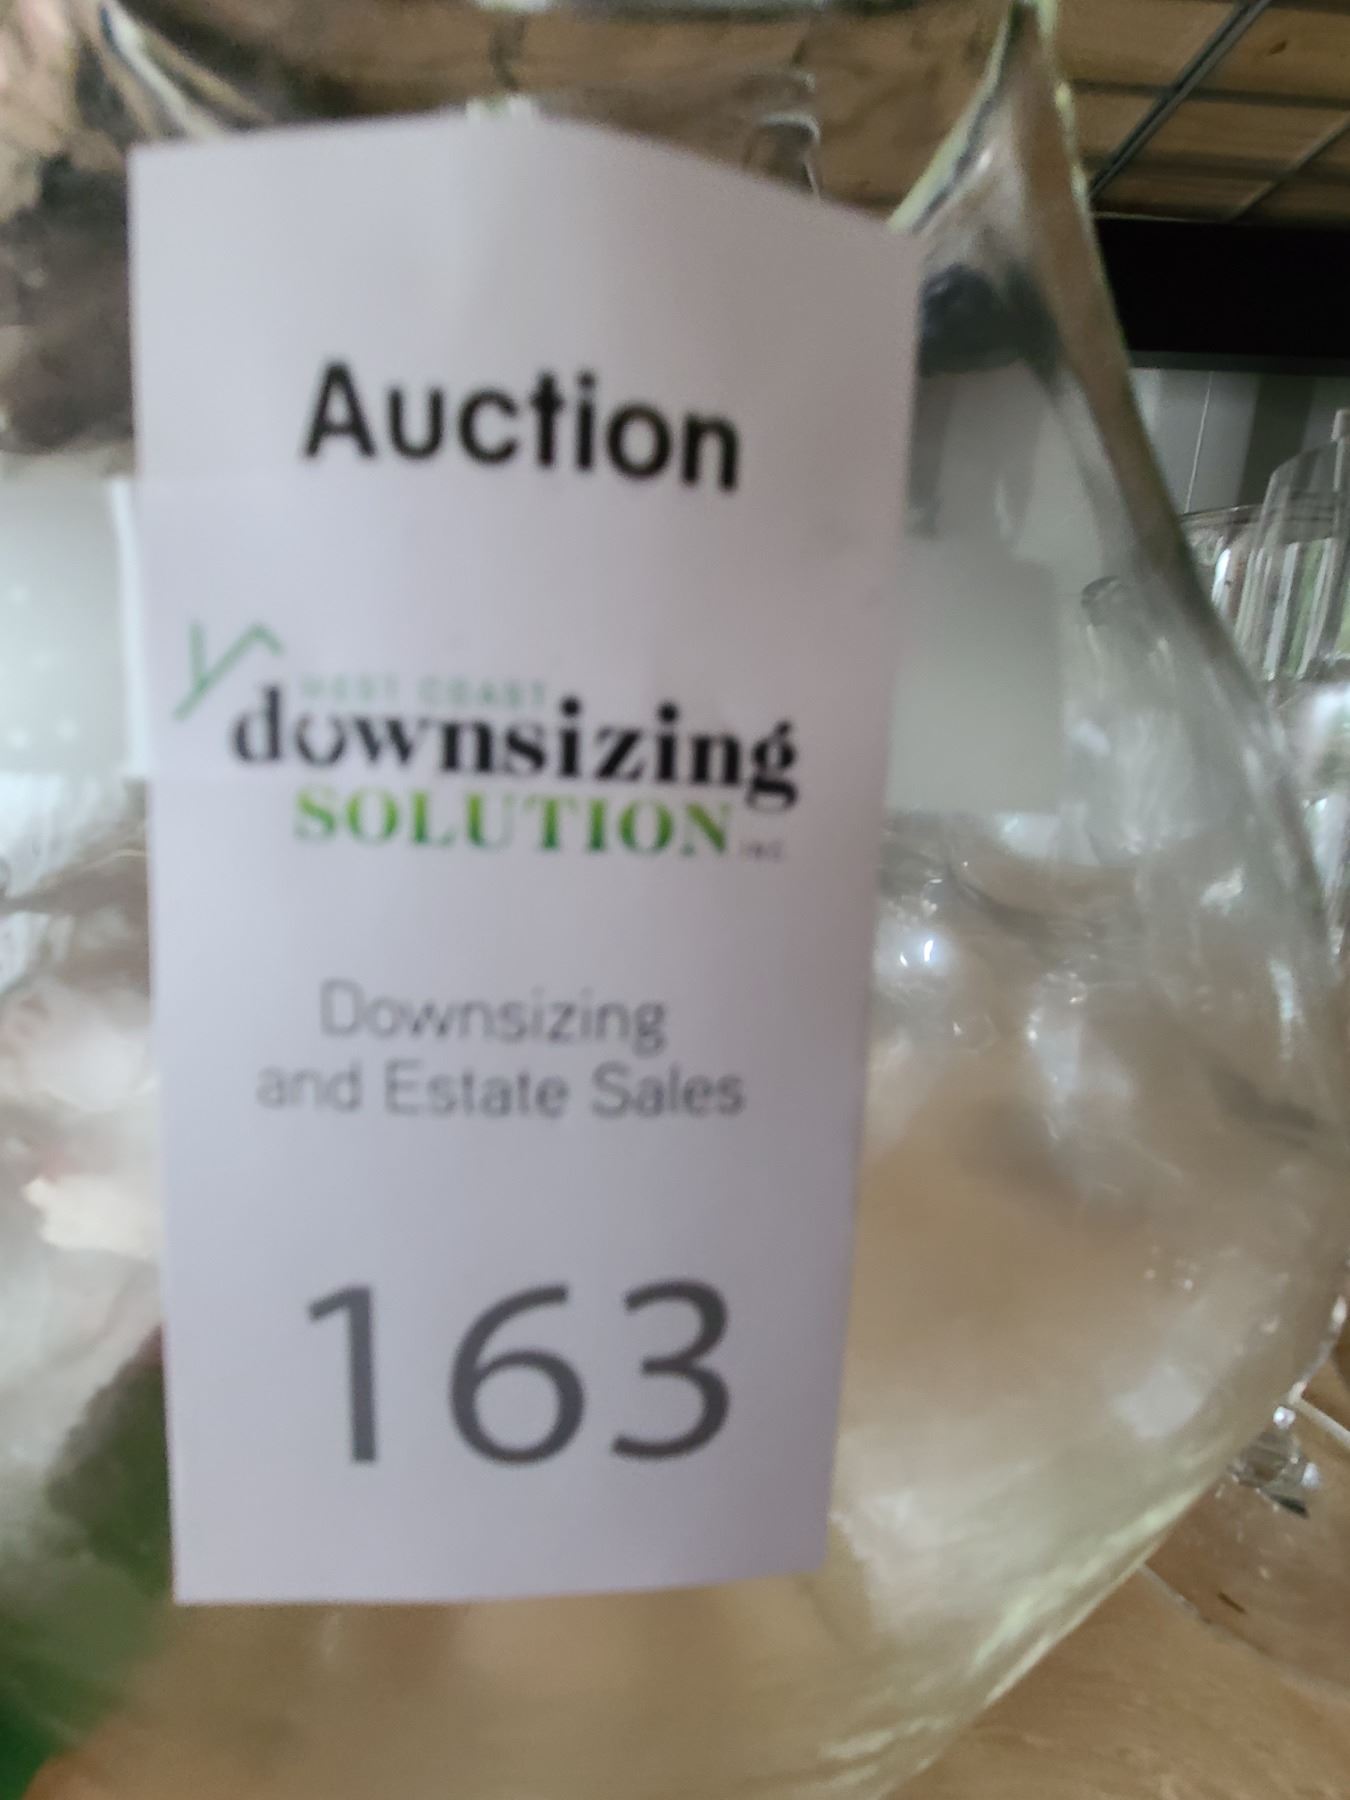 Auction
WEST COAST
downsizing
SOLUTION INC.
Downsizing
and Estate Sales
163